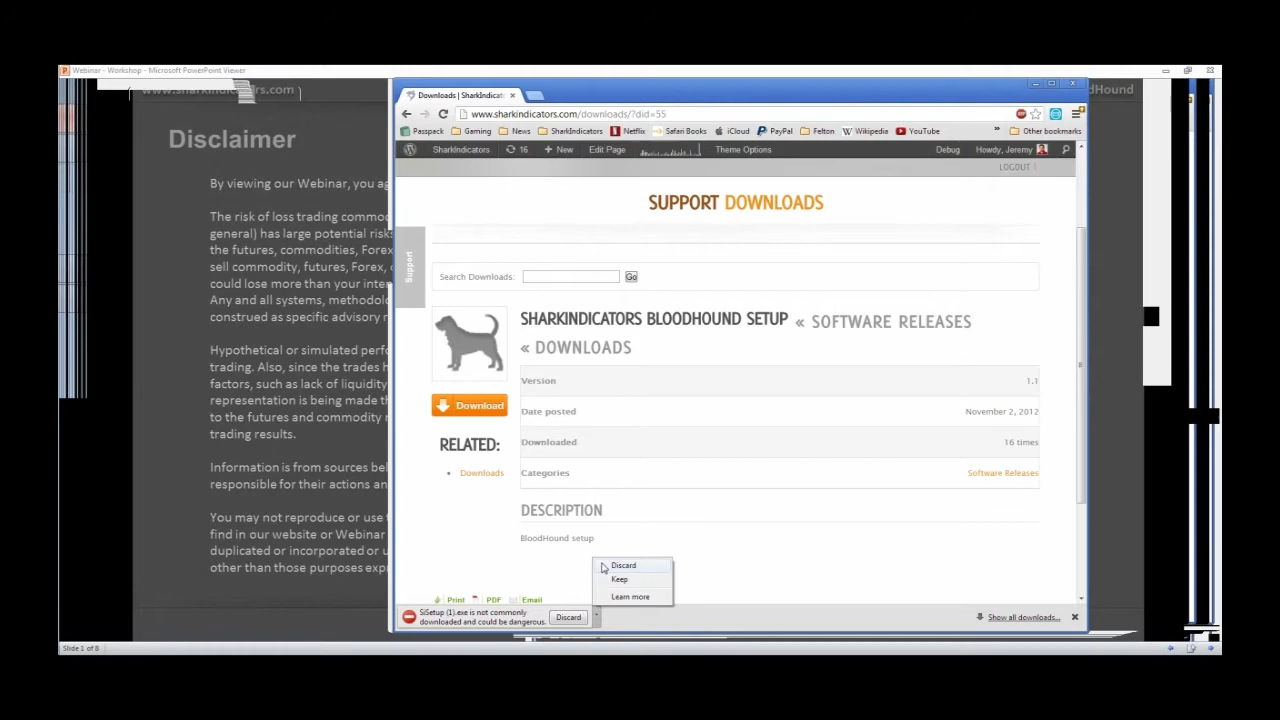 Webinar - Workshop - Microsoft PowerPoint Viewer
www.sharkindicators.com
Hound
Disclaimer
By viewing our Webinar, you ag
The risk of loss trading commod
general) has large potential risks
the futures, commodities, Forex,
sell commodity, futures, Forex,
could lose more than your inter
Any and all systems, methodolo
construed as specific advisory r
Hypothetical or simulated perfo
trading. Also, since the trades h
factors, such as lack of liquidity
representation is being made th
to the futures and commodity m
trading results.
Information is from sources bel
responsible for their actions an
You may not reproduce or use t
find in our website or Webinar
duplicated or incorporated or u
other than those purposes expr
Slide 1 of 8
Downloads | SharkIndicat
www.sharkindicators.com/downloads/?did=55
Passpack Gaming News SharkIndicators Netflix Safari Books iCloud PayPal Felton Wikipedia YouTube » Other bookmarks
SharkIndicators 16 + New Edit Page Theme Options Debug Howdy, Jeremy
LOGOUT
SUPPORT DOWNLOADS
Support
Search Downloads: Go
SHARKINDICATORS BLOODHOUND SETUP « SOFTWARE RELEASES
« DOWNLOADS
Version 1.1
Download
Date posted November 2, 2012
RELATED:
Downloaded 16 times
• Downloads
Categories Software Releases
DESCRIPTION
BloodHound setup
Discard
Keep
Learn more
Print PDF Email
SiSetup (1).exe is not commonly
downloaded and could be dangerous.
Discard
Show all downloads...